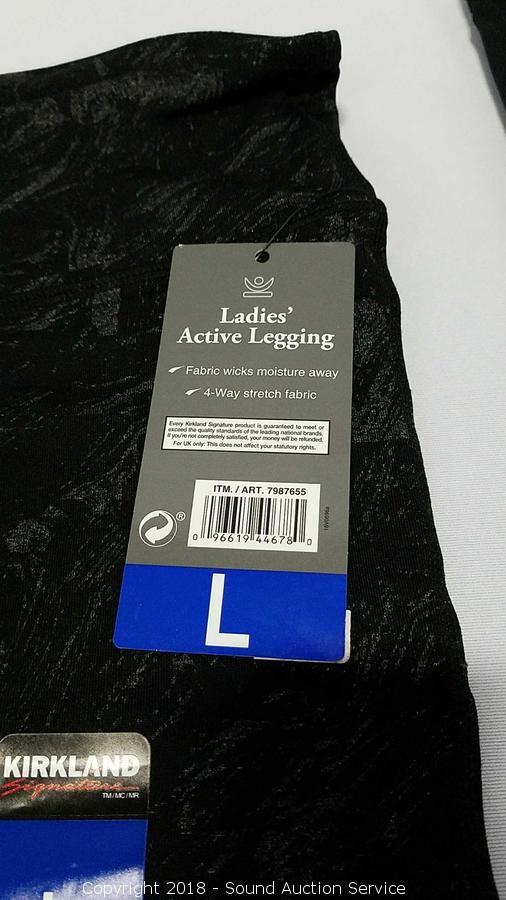 Ladies'
Active Legging
Fabric wicks moisture away
4-Way stretch fabric
Every Kirkland Signature product is guaranteed to meet or
exceed the quality standards of the leading national brands.
If you're not completely satisfied, your money will be refunded.
For UK only: This does not affect your statutory rights.
ITM. / ART. 7987655
0 96619 44678 0
®
L
KIRKLAND
Signature
TM/MC/MR
Copyright 2018 - Sound Auction Service